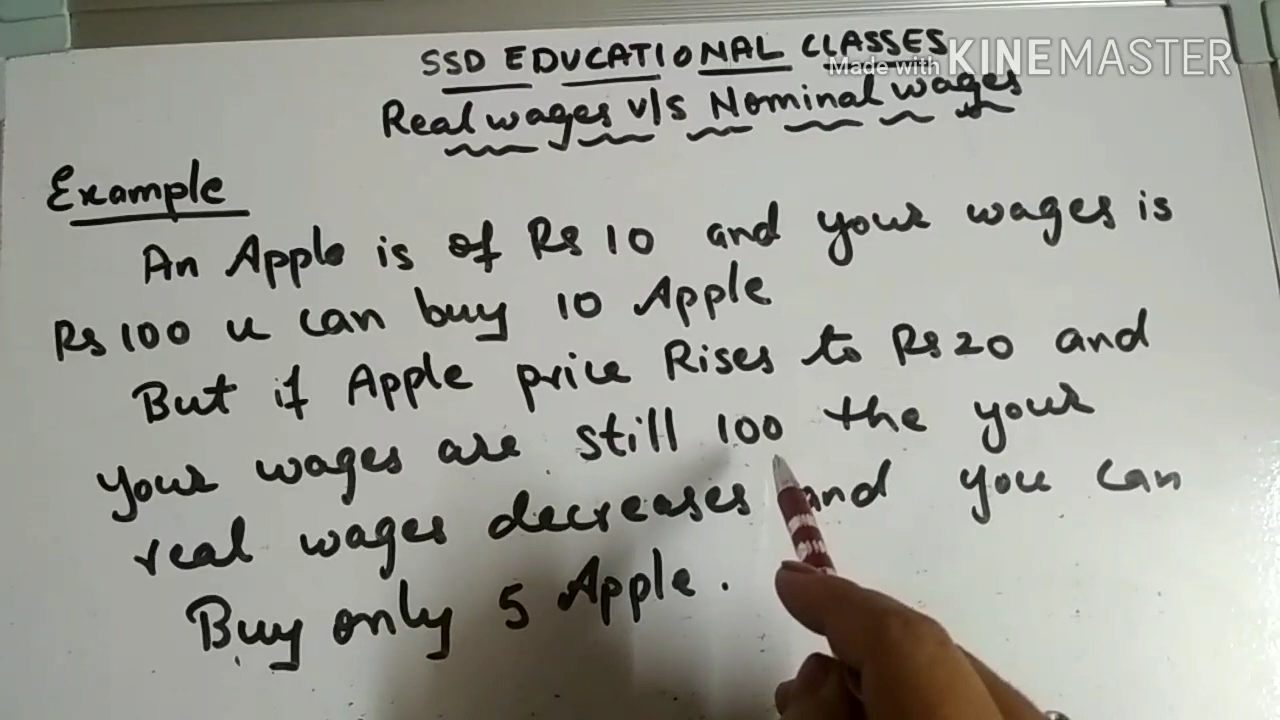 SSD EDUCATIONAL CLASSES
Made with KINEMASTER
Real wages v/s Nominal wages
Example
An Apple is of Rs 10 and your wages is
Rs 100 u can buy 10 Apple
But if Apple price Rises to Rs 20 and
your wages are still 100 the your
real wages decreases and you can
Buy only 5 Apple.